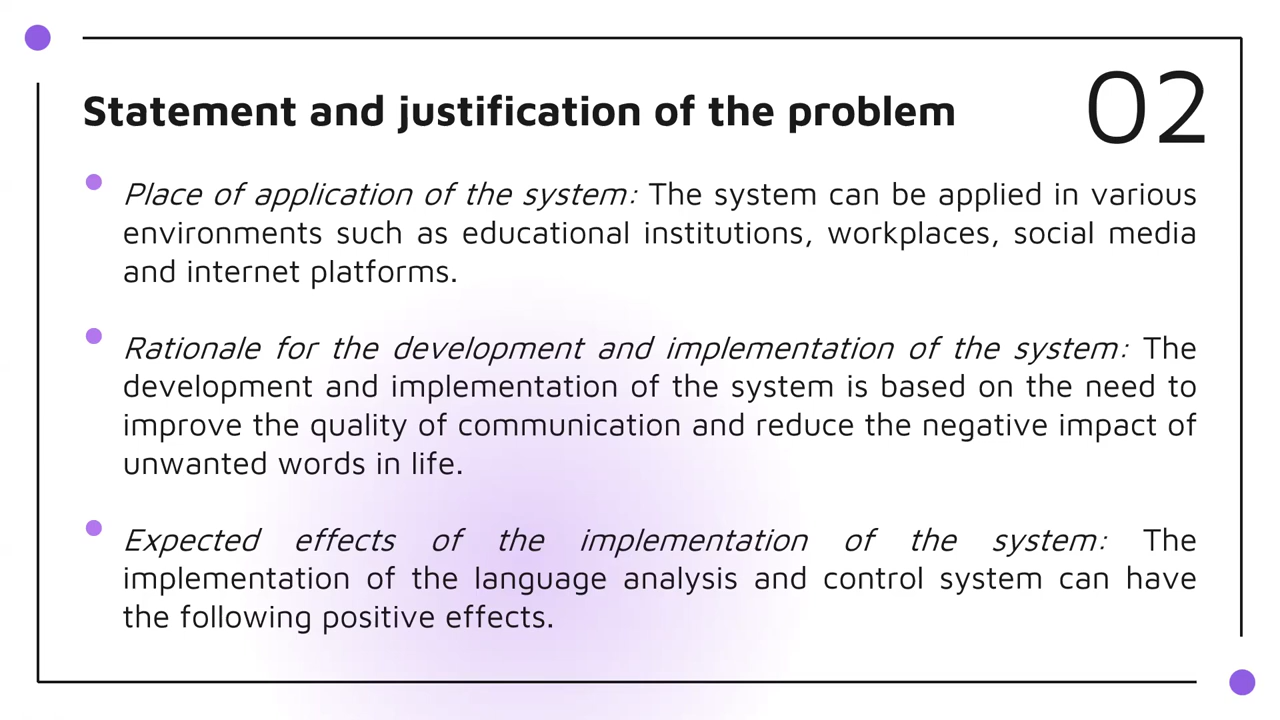 02
Statement and justification of the problem
Place of application of the system: The system can be applied in various
environments such as educational institutions, workplaces, social media
and internet platforms.
Rationale for the development and implementation of the system: The
development and implementation of the system is based on the need to
improve the quality of communication and reduce the negative impact of
unwanted words in life.
Expected effects of the implementation of the system: The
implementation of the language analysis and control system can have
the following positive effects.